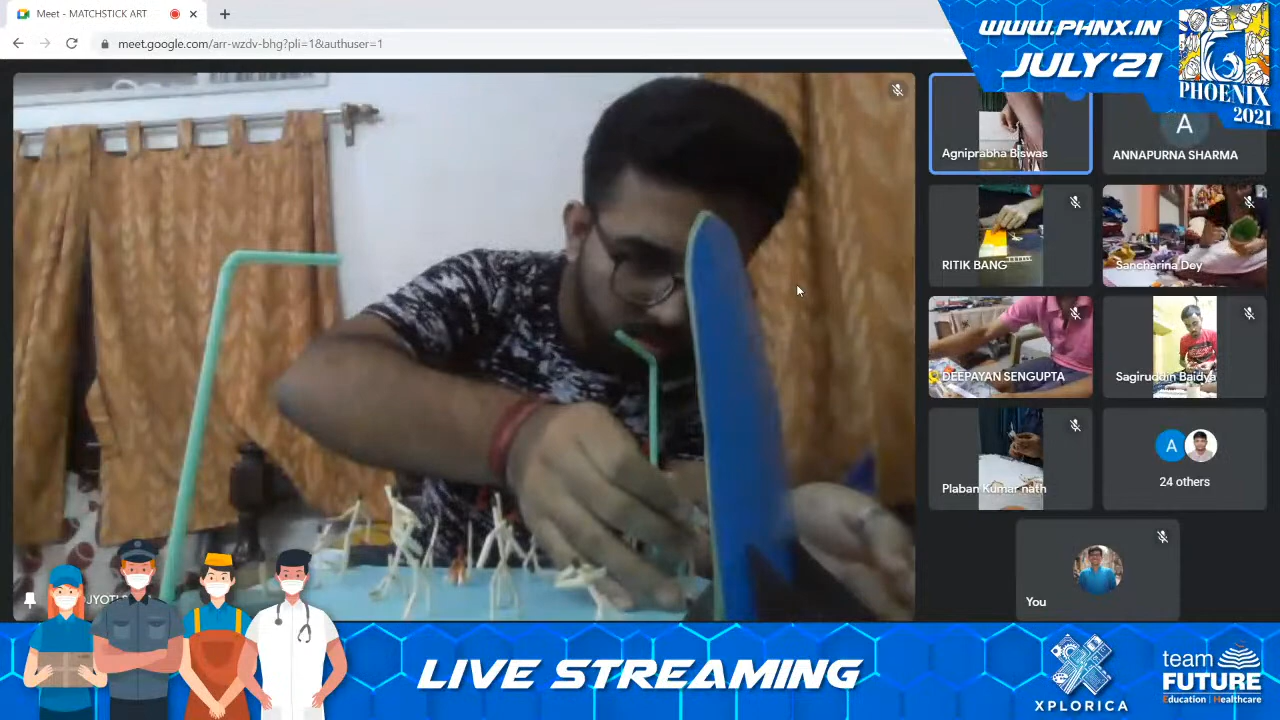 Meet - MATCHSTICK ART
meet.google.com/arr-wzdv-bhg?pli=1&authuser=1
WWW.PHNX.IN
JULY'21
PHOENIX
2021
Agniprabha Biswas
A
ANNAPURNA SHARMA
RITIK BANG
Sancharina Dey
DEEPAYAN SENGUPTA
Sagiruddin Baidya
Plaban Kumar nath
A
24 others
You
JYOTI
LIVE STREAMING
XPLORICA
team
FUTURE
Education | Healthcare